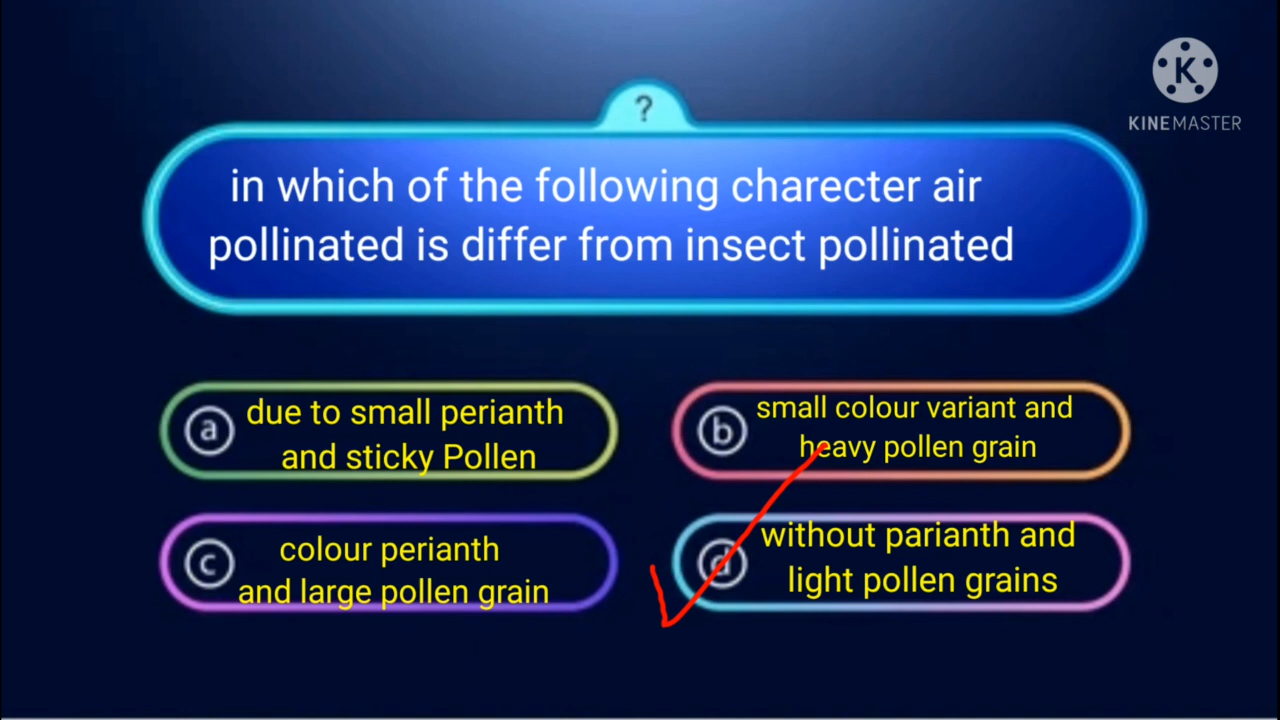 KINEMASTER
?
in which of the following charecter air
pollinated is differ from insect pollinated
a due to small perianth
and sticky Pollen
b small colour variant and
heavy pollen grain
c colour perianth
and large pollen grain
d without parianth and
light pollen grains